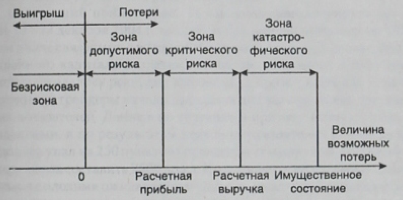 Выигрыш Потери
Зона допустимого риска
Зона критического риска
Зона катастро-
фического риска
Безрисковая
зона
Величина
возможных
потерь
0
Расчетная
прибыль
Расчетная
выручка
Имущественное
состояние